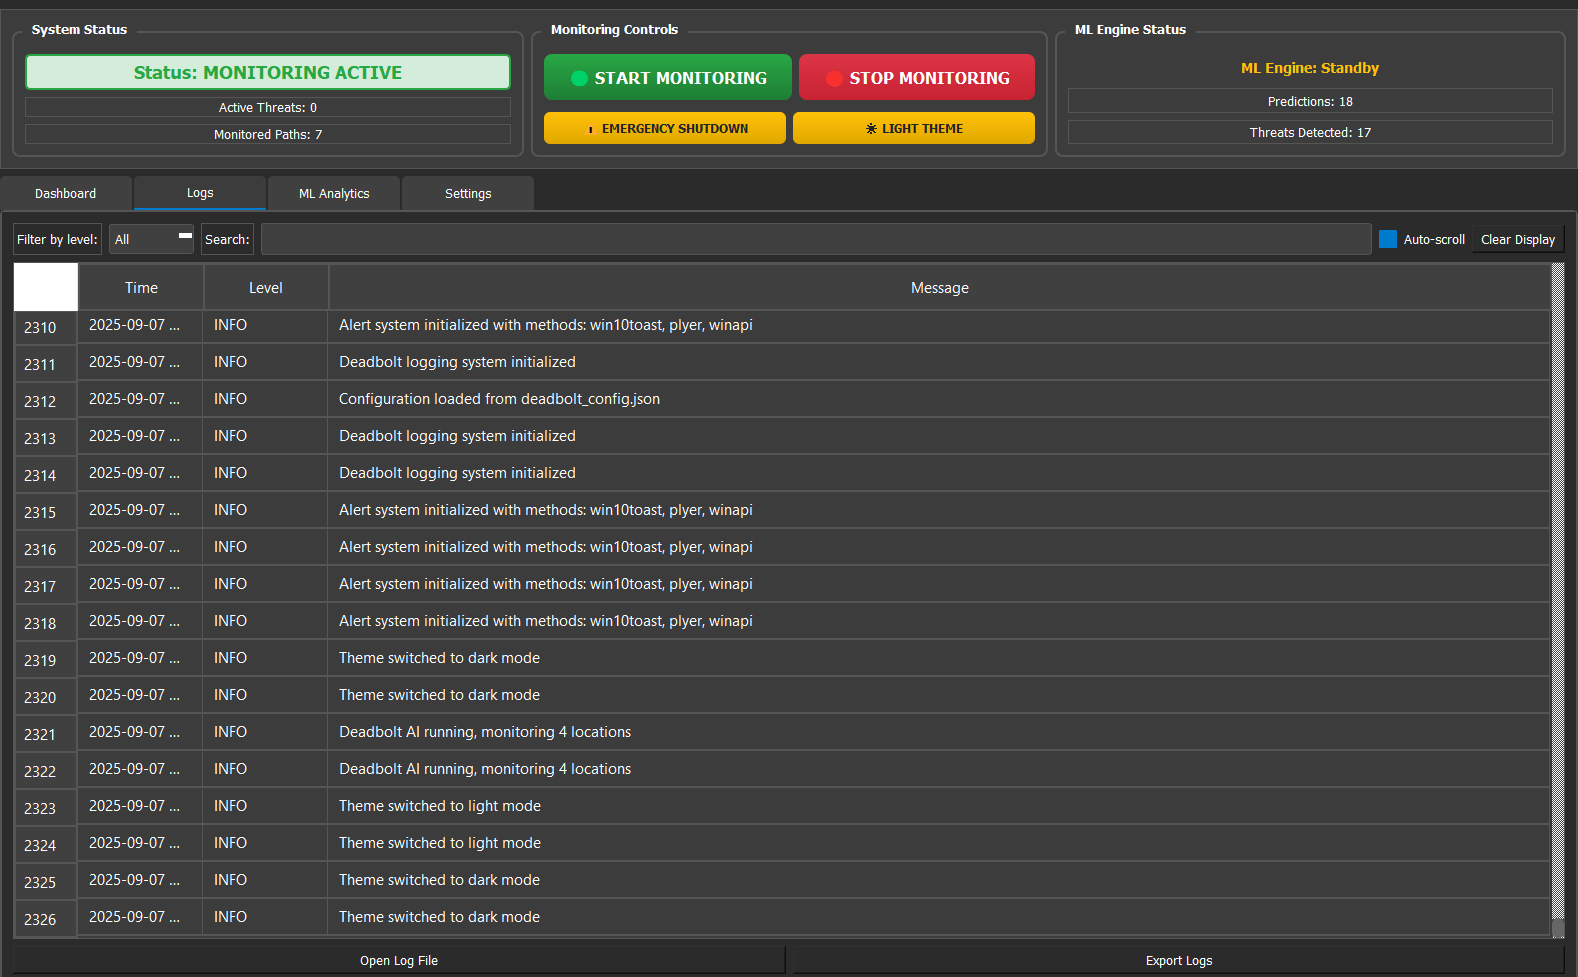 System Status
Status: MONITORING ACTIVE
Active Threats: 0
Monitored Paths: 7
Monitoring Controls
START MONITORING
STOP MONITORING
EMERGENCY SHUTDOWN
LIGHT THEME
ML Engine Status
ML Engine: Standby
Predictions: 18
Threats Detected: 17
Dashboard Logs ML Analytics Settings
Filter by level: All Search: Auto-scroll Clear Display
Time Level Message
2310 2025-09-07 ... INFO Alert system initialized with methods: win10toast, plyer, winapi
2311 2025-09-07 ... INFO Deadbolt logging system initialized
2312 2025-09-07 ... INFO Configuration loaded from deadbolt_config.json
2313 2025-09-07 ... INFO Deadbolt logging system initialized
2314 2025-09-07 ... INFO Deadbolt logging system initialized
2315 2025-09-07 ... INFO Alert system initialized with methods: win10toast, plyer, winapi
2316 2025-09-07 ... INFO Alert system initialized with methods: win10toast, plyer, winapi
2317 2025-09-07 ... INFO Alert system initialized with methods: win10toast, plyer, winapi
2318 2025-09-07 ... INFO Alert system initialized with methods: win10toast, plyer, winapi
2319 2025-09-07 ... INFO Theme switched to dark mode
2320 2025-09-07 ... INFO Theme switched to dark mode
2321 2025-09-07 ... INFO Deadbolt AI running, monitoring 4 locations
2322 2025-09-07 ... INFO Deadbolt AI running, monitoring 4 locations
2323 2025-09-07 ... INFO Theme switched to light mode
2324 2025-09-07 ... INFO Theme switched to light mode
2325 2025-09-07 ... INFO Theme switched to dark mode
2326 2025-09-07 ... INFO Theme switched to dark mode
Open Log File Export Logs